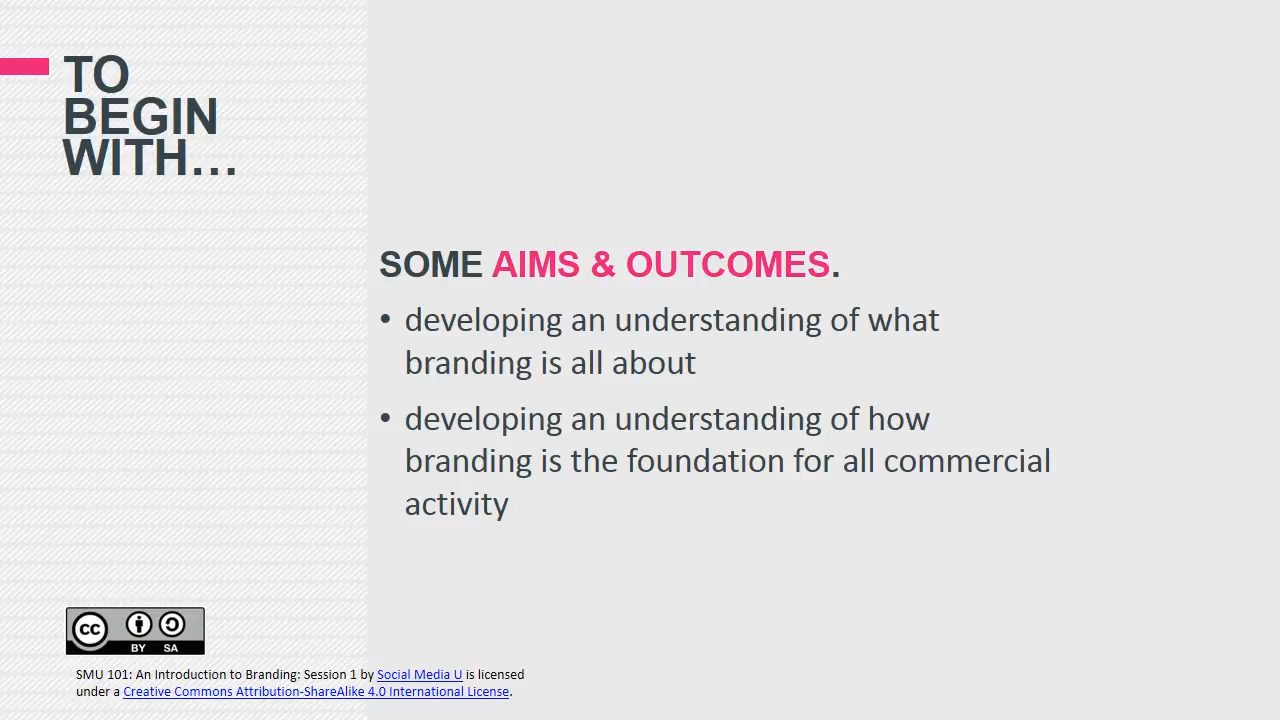 TO
BEGIN
WITH…
SOME AIMS & OUTCOMES.
• developing an understanding of what
branding is all about
• developing an understanding of how
branding is the foundation for all commercial
activity
cc
BY SA
SMU 101: An Introduction to Branding: Session 1 by Social Media U is licensed
under a Creative Commons Attribution-ShareAlike 4.0 International License.